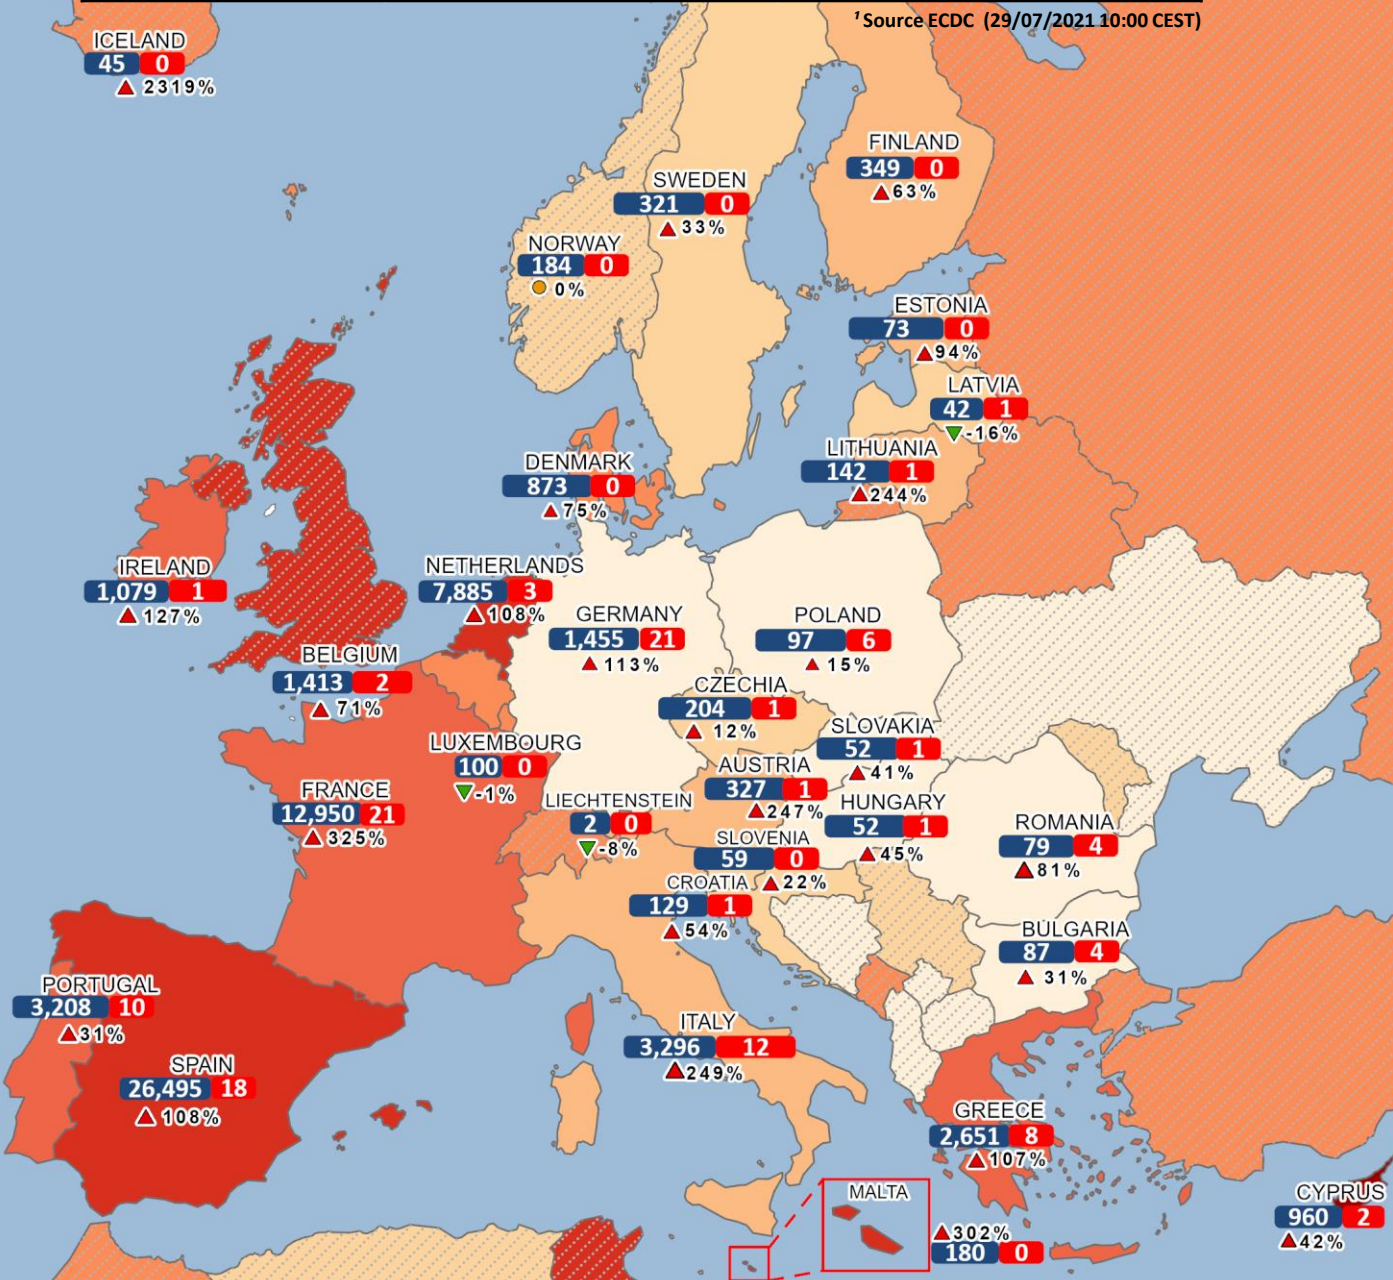 ¹ Source ECDC (29/07/2021 10:00 CEST)
ICELAND
45 0
2319%
FINLAND
349 0
63%
SWEDEN
321 0
33%
NORWAY
184 0
0%
ESTONIA
73 0
94%
LATVIA
42 1
-16%
LITHUANIA
142 1
244%
DENMARK
873 0
75%
IRELAND
1,079 1
127%
NETHERLANDS
7,885 3
108%
GERMANY
1,455 21
113%
POLAND
97 6
15%
BELGIUM
1,413 2
71%
CZECHIA
204 1
12%
SLOVAKIA
52 1
41%
LUXEMBOURG
100 0
-1%
AUSTRIA
327 1
247%
FRANCE
12,950 21
325%
LIECHTENSTEIN
2 0
-8%
HUNGARY
52 1
45%
ROMANIA
79 4
81%
SLOVENIA
59 0
22%
CROATIA
129 1
54%
BULGARIA
87 4
31%
PORTUGAL
3,208 10
31%
ITALY
3,296 12
249%
SPAIN
26,495 18
108%
GREECE
2,651 8
107%
MALTA
302%
180 0
CYPRUS
960 2
42%